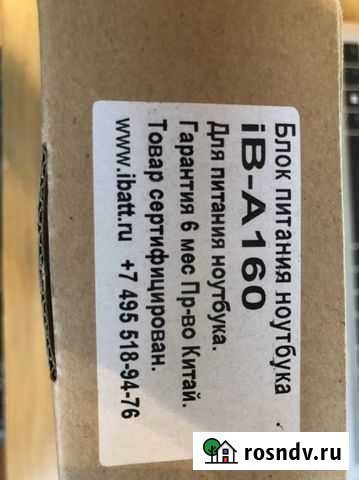 Блок питания ноутбука
iB-A160
Для питания ноутбука.
Гарантия 6 мес Пр-во Китай.
Товар сертифицирован.
www.ibatt.ru +7 495 518-94-76
rosndv.ru